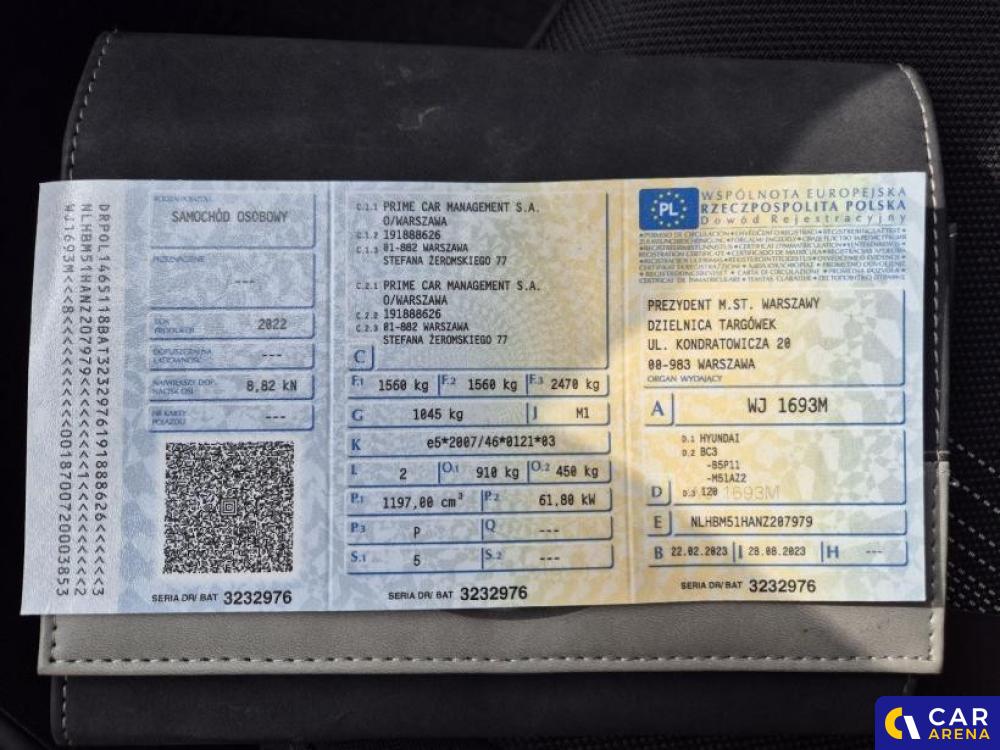 DRPOL1465118BAT3232976191888626<<<<<<3
NLHBM51HANZ207979<<<<<<
WJ1693M<<8<<<<
RODZAJ POJAZDU
SAMOCHÓD OSOBOWY
PRZEZNACZENIE
---
ROK PRODUKCJI 2022
DOPUSZCZALNA ŁADOWNOŚĆ ---
NAJWIĘKSZY DOP. NACISK OSI 8,82 kN
NR KARTY POJAZDU ---
SERIA DR/ BAT 3232976
C.1.1 PRIME CAR MANAGEMENT S.A.
O/WARSZAWA
C.1.2 191888626
C.1.3 01-882 WARSZAWA
STEFANA ŻEROMSKIEGO 77
C.2.1 PRIME CAR MANAGEMENT S.A.
O/WARSZAWA
C.2.2 191888626
C.2.3 01-882 WARSZAWA
STEFANA ŻEROMSKIEGO 77
C
F.1 1560 kg F.2 1560 kg F.3 2470 kg
G 1045 kg J M1
K e5*2007/46*0121*03
L 2 O.1 910 kg O.2 450 kg
P.1 1197,00 cm³ P.2 61,80 kW
P.3 P Q ---
S.1 5 S.2 ---
SERIA DR/ BAT 3232976
PL
WSPÓLNOTA EUROPEJSKA
RZECZPOSPOLITA POLSKA
Dowód Rejestracyjny
PREZYDENT M.ST. WARSZAWY
DZIELNICA TARGÓWEK
UL. KONDRATOWICZA 20
00-983 WARSZAWA
ORGAN WYDAJĄCY
A WJ 1693M
D.1 HYUNDAI
D.2 BC3
-B5P11
-M51AZ2
D D.3 I20 1693M
E NLHBM51HANZ207979
B 22.02.2023 I 28.08.2023 H ---
SERIA DR/ BAT 3232976
CAR
ARENA